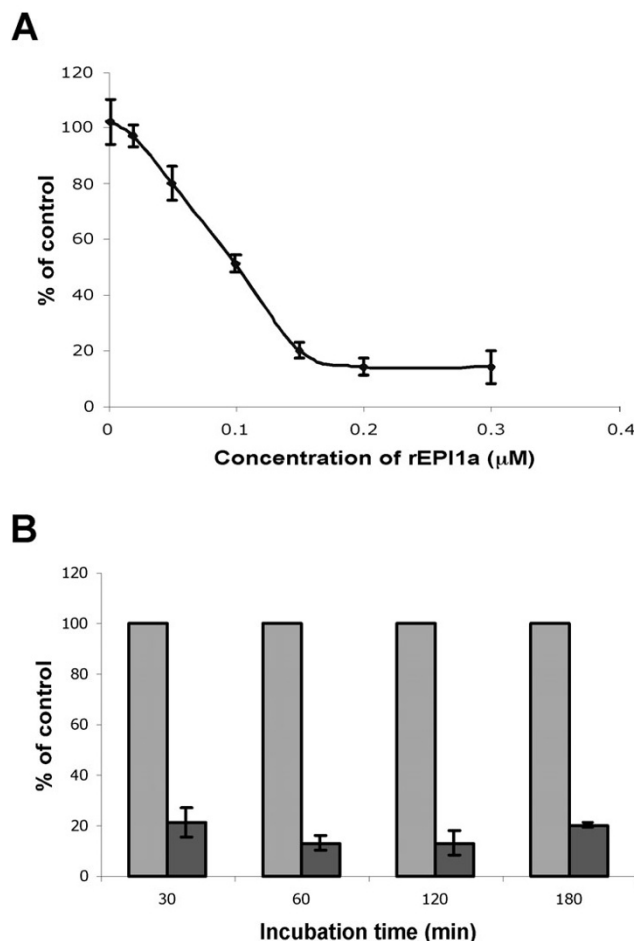 A
120
100
80
60
40
20
0
% of control
0 0.1 0.2 0.3 0.4
Concentration of rEPI1a (μM)
B
120
100
80
60
40
20
0
% of control
30 60 120 180
Incubation time (min)